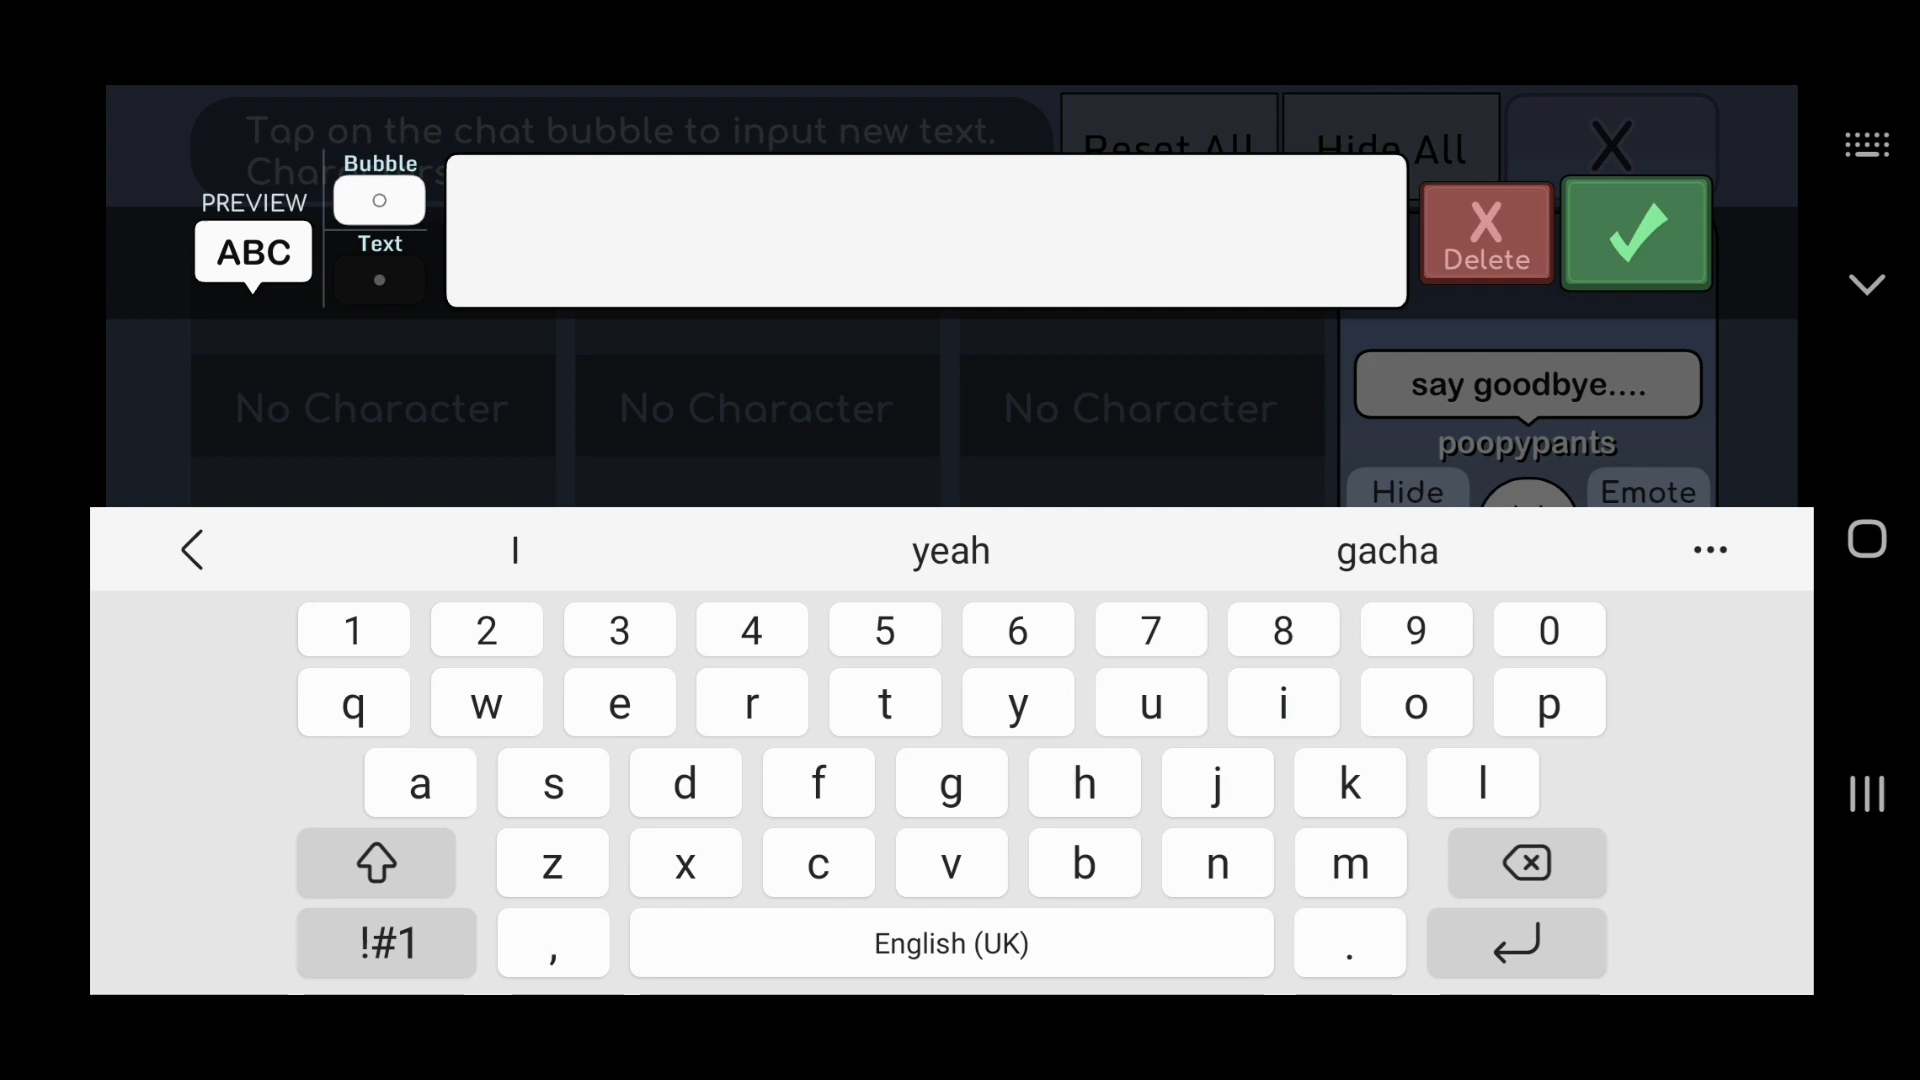 Tap on the chat bubble to input new text.
Reset All
Hide All
X
Bubble
PREVIEW
ABC
Text
X
Delete
No Character
No Character
No Character
say goodbye....
poopypants
Hide
Emote
I
yeah
gacha
1 2 3 4 5 6 7 8 9 0
q w e r t y u i o p
a s d f g h j k l
z x c v b n m
!#1 , English (UK) .